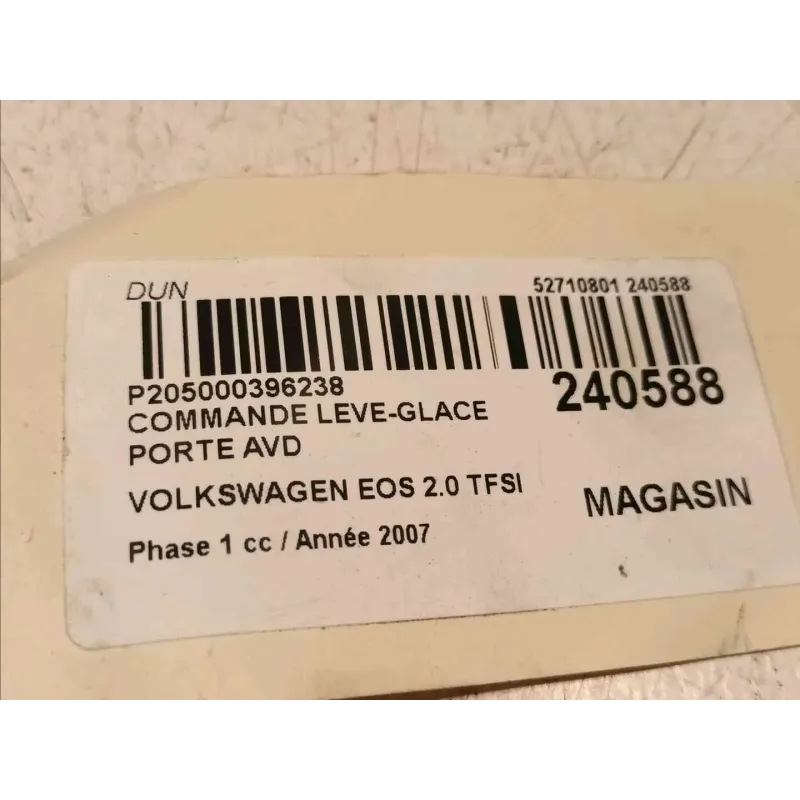 DUN
52710801 240588
P205000396238
240588
COMMANDE LEVE-GLACE
PORTE AVD
VOLKSWAGEN EOS 2.0 TFSI
MAGASIN
Phase 1 cc / Année 2007